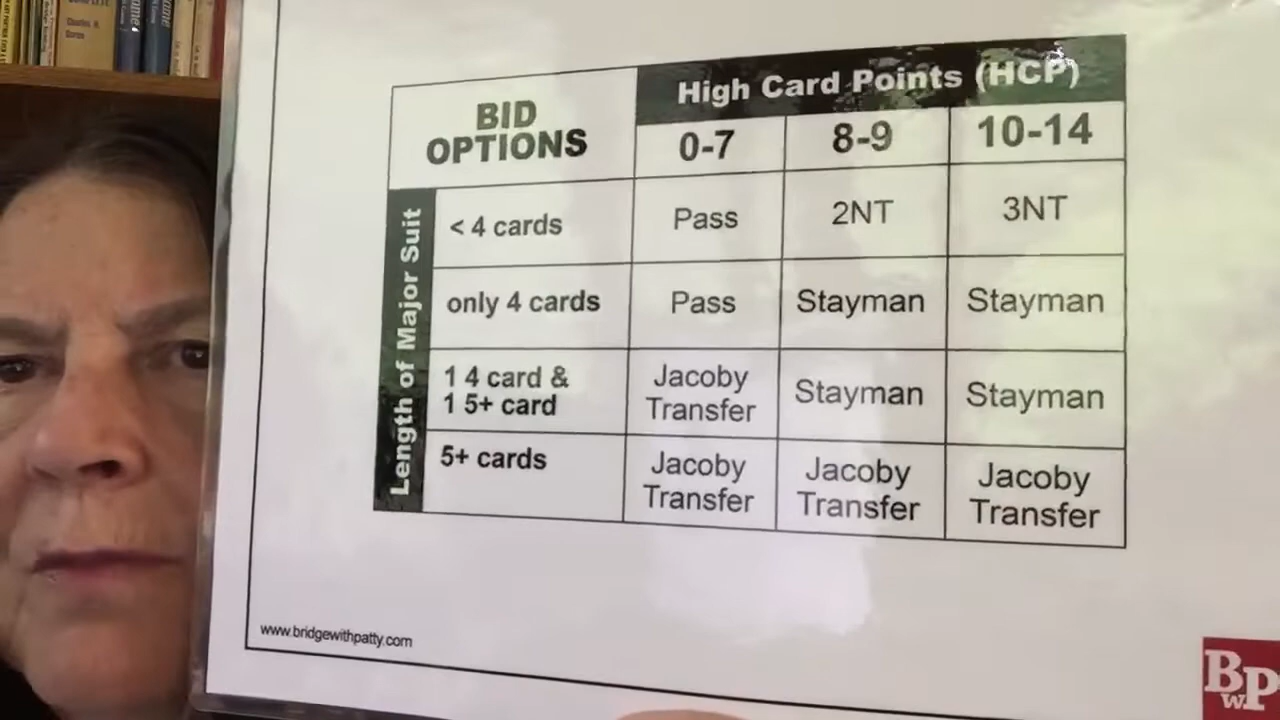 Charles H.
Goren
High Card Points (HCP)
BID
OPTIONS
0-7
8-9
10-14
Length of Major Suit
< 4 cards
Pass
2NT
3NT
only 4 cards
Pass
Stayman
Stayman
1 4 card &
1 5+ card
Jacoby
Transfer
Stayman
Stayman
5+ cards
Jacoby
Transfer
Jacoby
Transfer
Jacoby
Transfer
www.bridgewithpatty.com
BwP